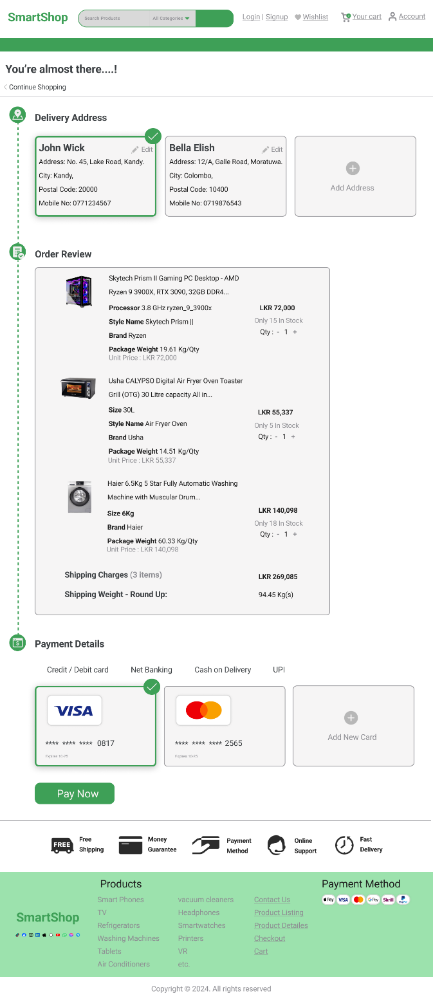 SmartShop
Search Products
All Categories
Login | Signup
Wishlist
Your cart
Account
You’re almost there....!
Continue Shopping
Delivery Address
John Wick
Edit
Address: No. 45, Lake Road, Kandy.
City: Kandy,
Postal Code: 20000
Mobile No: 0771234567
Bella Elish
Edit
Address: 12/A, Galle Road, Moratuwa.
City: Colombo,
Postal Code: 10400
Mobile No: 0719876543
Add Address
Order Review
Skytech Prism II Gaming PC Desktop - AMD
Ryzen 9 3900X, RTX 3090, 32GB DDR4...
Processor 3.8 GHz ryzen_9_3900x
Style Name Skytech Prism ||
Brand Ryzen
Package Weight 19.61 Kg/Qty
Unit Price : LKR 72,000
LKR 72,000
Only 15 In Stock
Qty : - 1 +
Usha CALYPSO Digital Air Fryer Oven Toaster
Grill (OTG) 30 Litre capacity All in...
Size 30L
Style Name Air Fryer Oven
Brand Usha
Package Weight 14.51 Kg/Qty
Unit Price : LKR 55,337
LKR 55,337
Only 5 In Stock
Qty : - 1 +
Haier 6.5Kg 5 Star Fully Automatic Washing
Machine with Muscular Drum...
Size 6Kg
Brand Haier
Package Weight 60.33 Kg/Qty
Unit Price : LKR 140,098
LKR 140,098
Only 18 In Stock
Qty : - 1 +
Shipping Charges (3 items)
LKR 269,085
Shipping Weight - Round Up:
94.45 Kg(s)
Payment Details
Credit / Debit card
Net Banking
Cash on Delivery
UPI
VISA
**** **** **** 0817
Expires 10-25
**** **** **** 2565
Expires 10-25
Add New Card
Pay Now
FREE
Free
Shipping
Money
Guarantee
Payment
Method
Online
Support
Fast
Delivery
SmartShop
Products
Smart Phones
TV
Refrigerators
Washing Machines
Tablets
Air Conditioners
vacuum cleaners
Headphones
Smartwatches
Printers
VR
etc.
Contact Us
Product Listing
Product Detailes
Checkout
Cart
Payment Method
Pay
VISA
G Pay
Skrill
PayPal
Copyright © 2024. All rights reserved